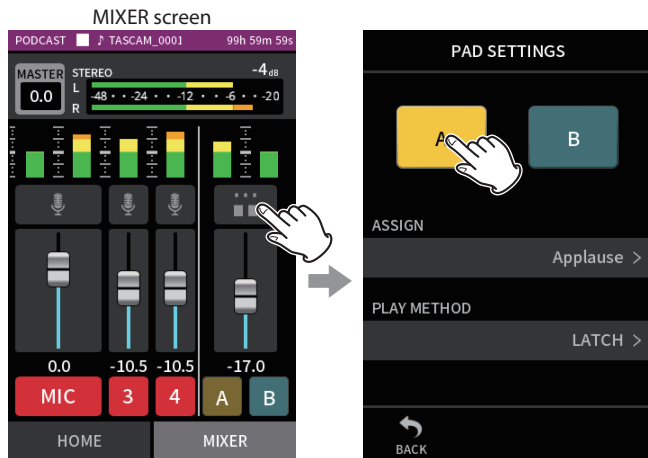 MIXER screen
PODCAST ♪ TASCAM_0001 99h 59m 59s
MASTER STEREO -4dB
0.0 L -48 · · -24 · · -12 · · -6 · · -20
R
0.0 -10.5 -10.5 -17.0
MIC 3 4 A B
HOME MIXER
PAD SETTINGS
A B
ASSIGN
Applause >
PLAY METHOD
LATCH >
BACK